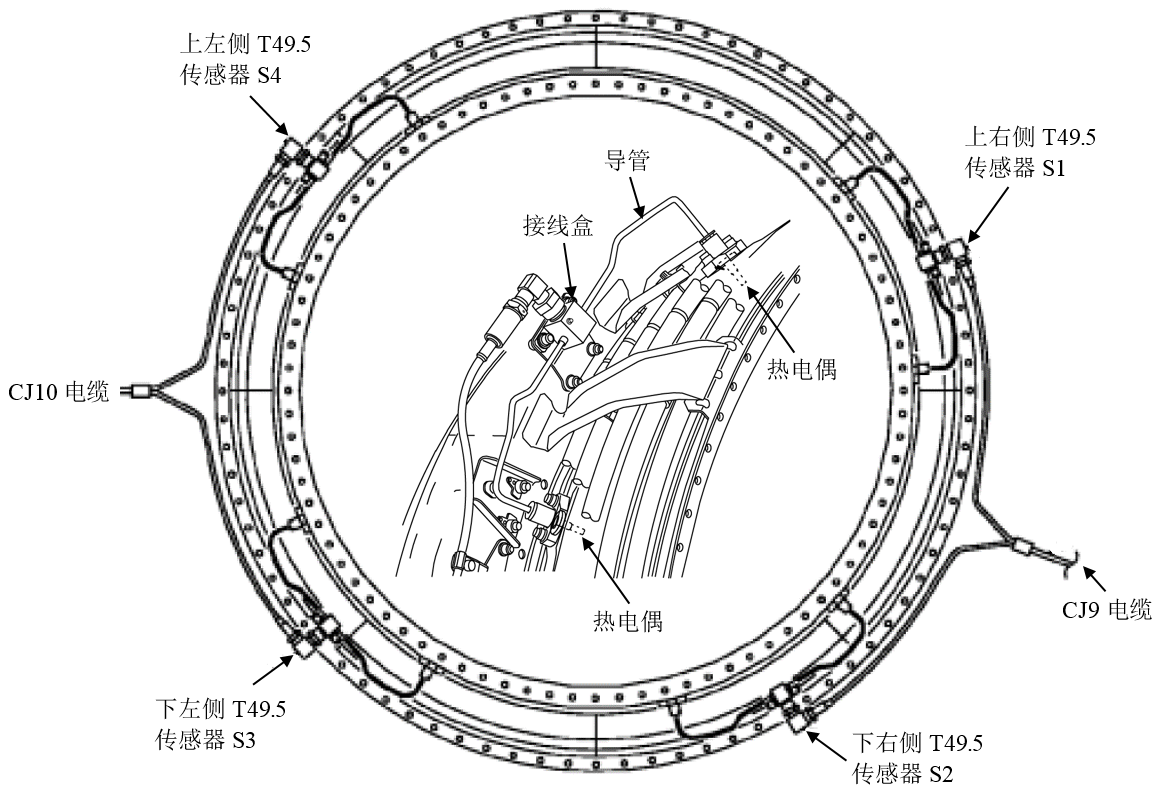 上左侧 T49.5
传感器 S4
上右侧 T49.5
传感器 S1
导管
接线盒
热电偶
CJ10 电缆
CJ9 电缆
热电偶
下左侧 T49.5
传感器 S3
下右侧 T49.5
传感器 S2